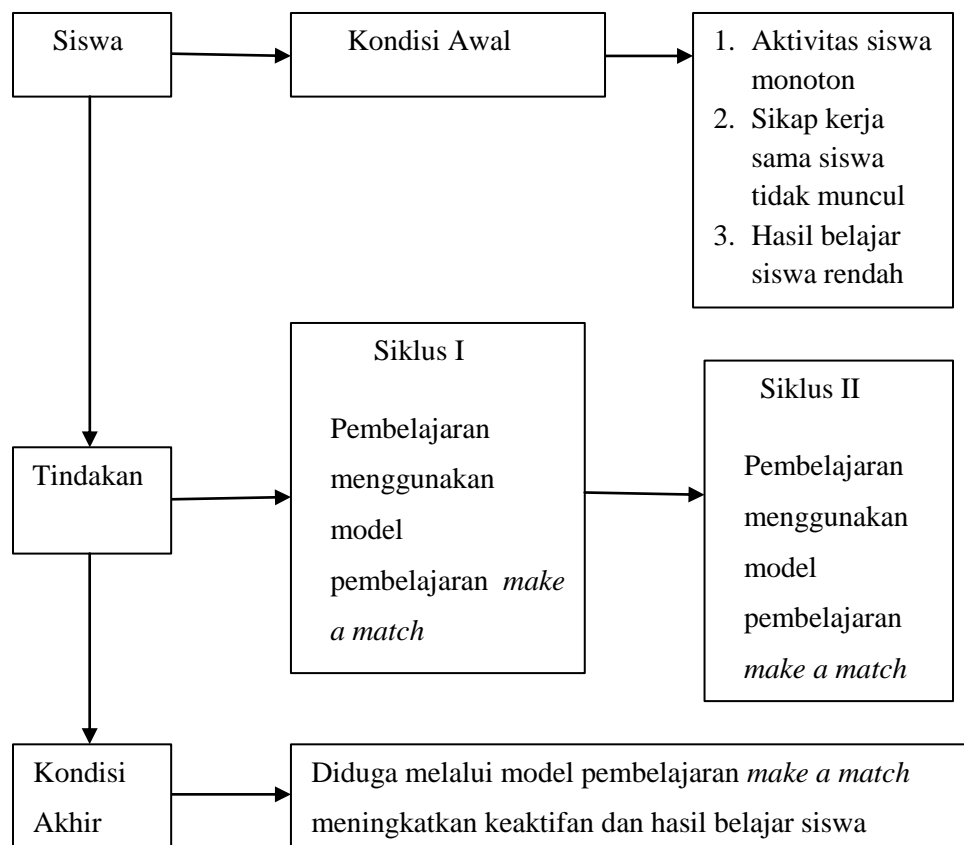 Siswa
Kondisi Awal
1. Aktivitas siswa
monoton
2. Sikap kerja
sama siswa
tidak muncul
3. Hasil belajar
siswa rendah
Tindakan
Siklus I
Pembelajaran
menggunakan
model
pembelajaran make
a match
Siklus II
Pembelajaran
menggunakan
model
pembelajaran
make a match
Kondisi
Akhir
Diduga melalui model pembelajaran make a match
meningkatkan keaktifan dan hasil belajar siswa